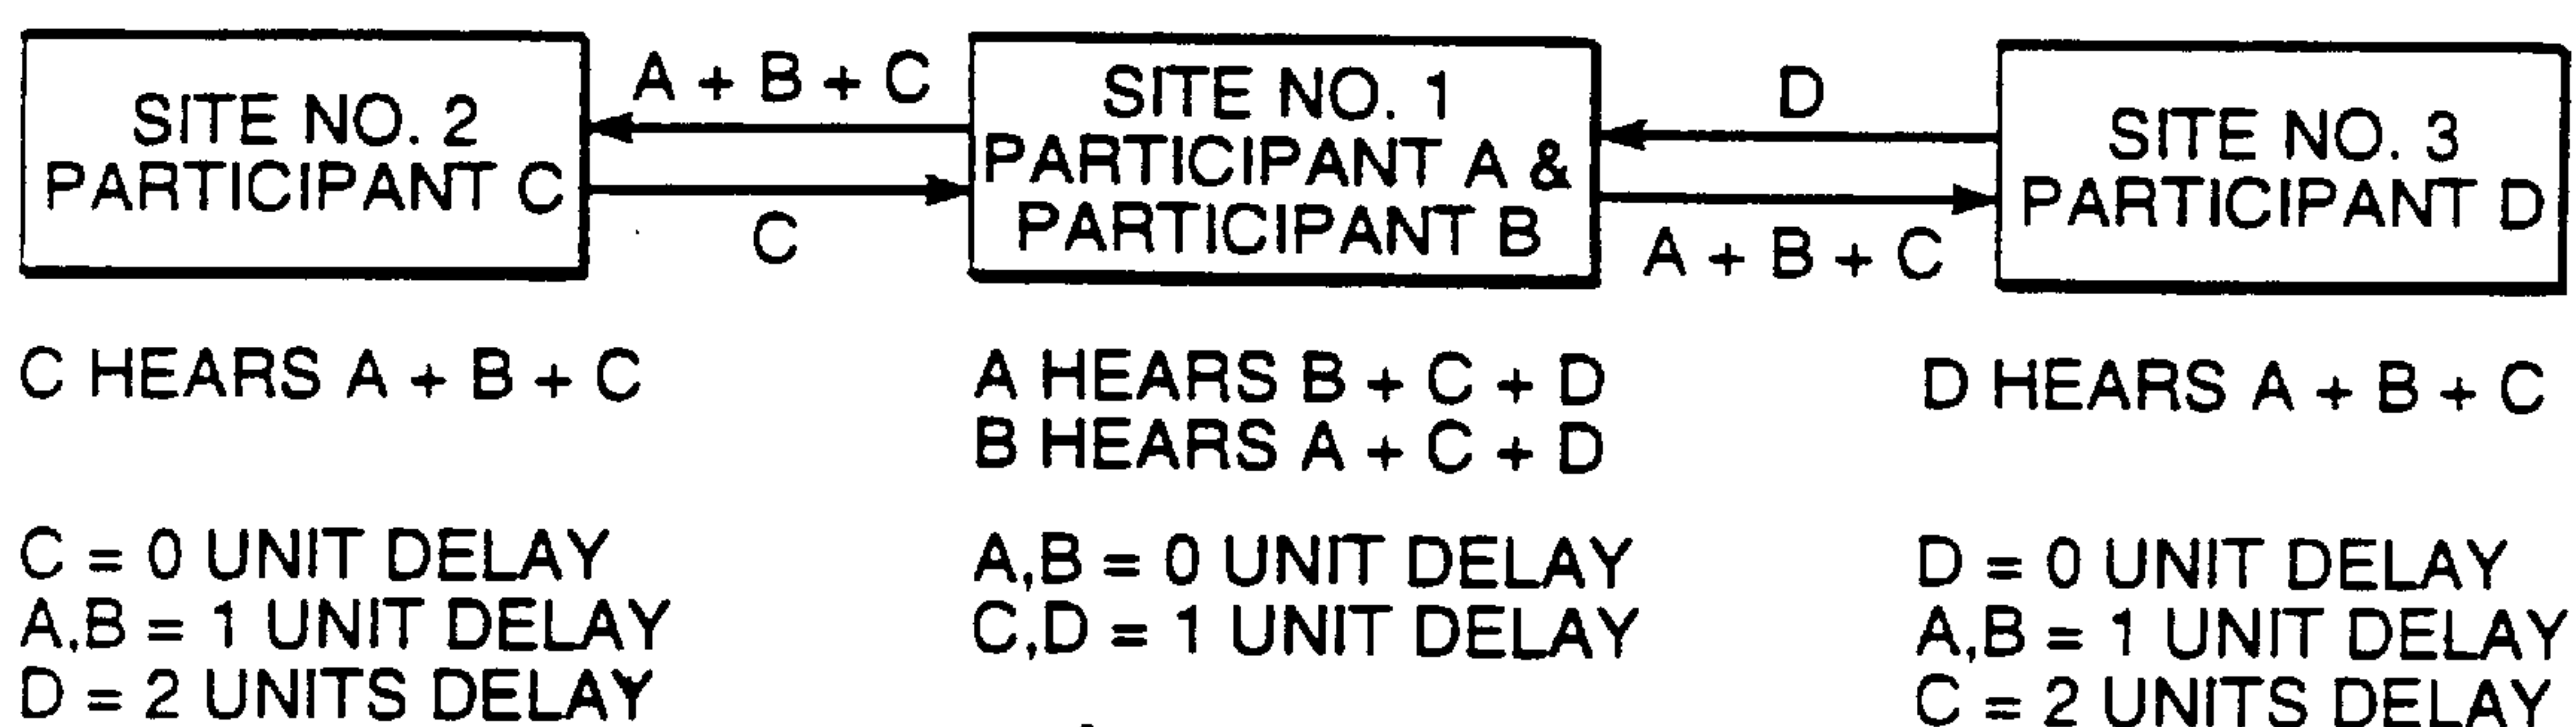 SITE NO. 2
PARTICIPANT C
A + B + C
C
SITE NO. 1
PARTICIPANT A &
PARTICIPANT B
D
A + B + C
SITE NO. 3
PARTICIPANT D
C HEARS A + B + C
A HEARS B + C + D
B HEARS A + C + D
D HEARS A + B + C
C = 0 UNIT DELAY
A,B = 1 UNIT DELAY
D = 2 UNITS DELAY
A,B = 0 UNIT DELAY
C,D = 1 UNIT DELAY
D = 0 UNIT DELAY
A,B = 1 UNIT DELAY
C = 2 UNITS DELAY